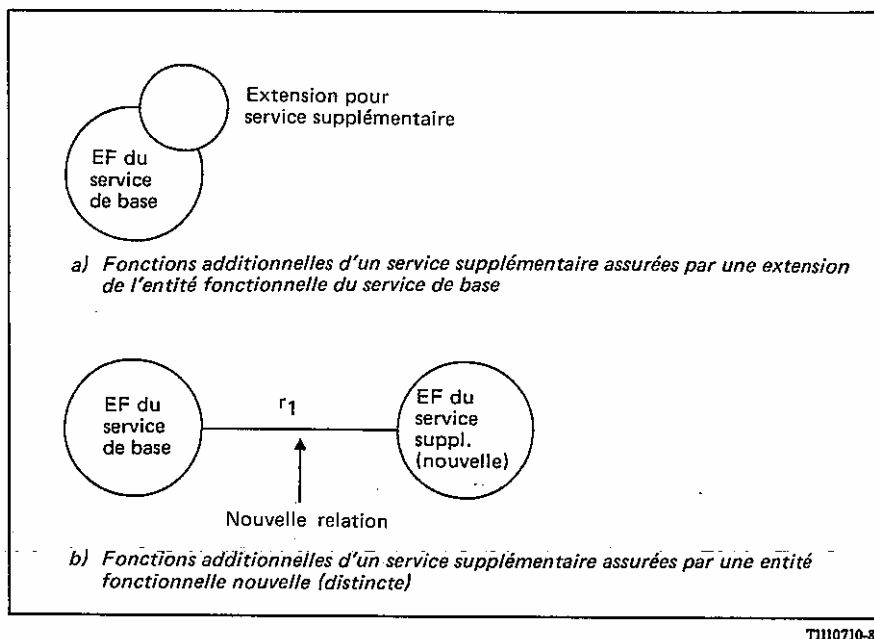 Extension pour
service supplémentaire
EF du
service
de base
a) Fonctions additionnelles d'un service supplémentaire assurées par une extension
de l'entité fonctionnelle du service de base
EF du
service
de base
r1
EF du
service
suppl.
(nouvelle)
Nouvelle relation
b) Fonctions additionnelles d'un service supplémentaire assurées par une entité
fonctionnelle nouvelle (distincte)
T1110710-8